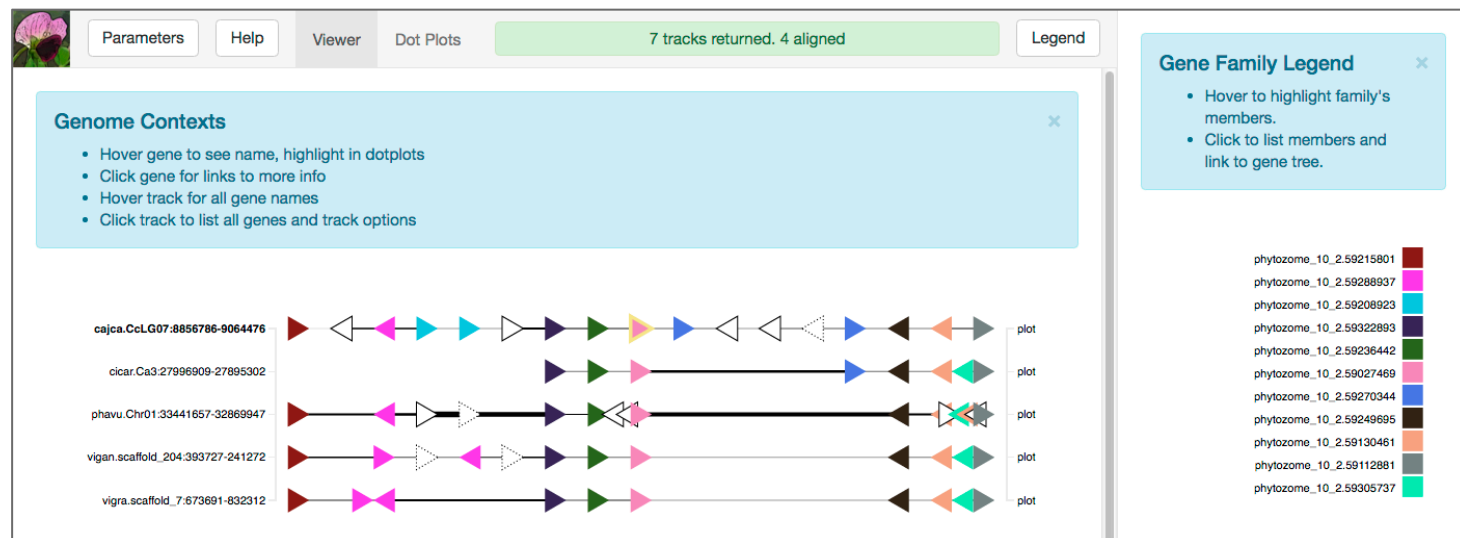 Parameters
Help
Viewer
Dot Plots
7 tracks returned. 4 aligned
Legend
Genome Contexts
×
• Hover gene to see name, highlight in dotplots
• Click gene for links to more info
• Hover track for all gene names
• Click track to list all genes and track options
cajca.CcLG07:8856786-9064476
plot
cicar.Ca3:27996909-27895302
plot
phavu.Chr01:33441657-32869947
plot
vigan.scaffold_204:393727-241272
plot
vigra.scaffold_7:673691-832312
plot
Gene Family Legend
×
• Hover to highlight family's
members.
• Click to list members and
link to gene tree.
phytozome_10_2.59215801
phytozome_10_2.59288937
phytozome_10_2.59208923
phytozome_10_2.59322893
phytozome_10_2.59236442
phytozome_10_2.59027469
phytozome_10_2.59270344
phytozome_10_2.59249695
phytozome_10_2.59130461
phytozome_10_2.59112881
phytozome_10_2.59305737